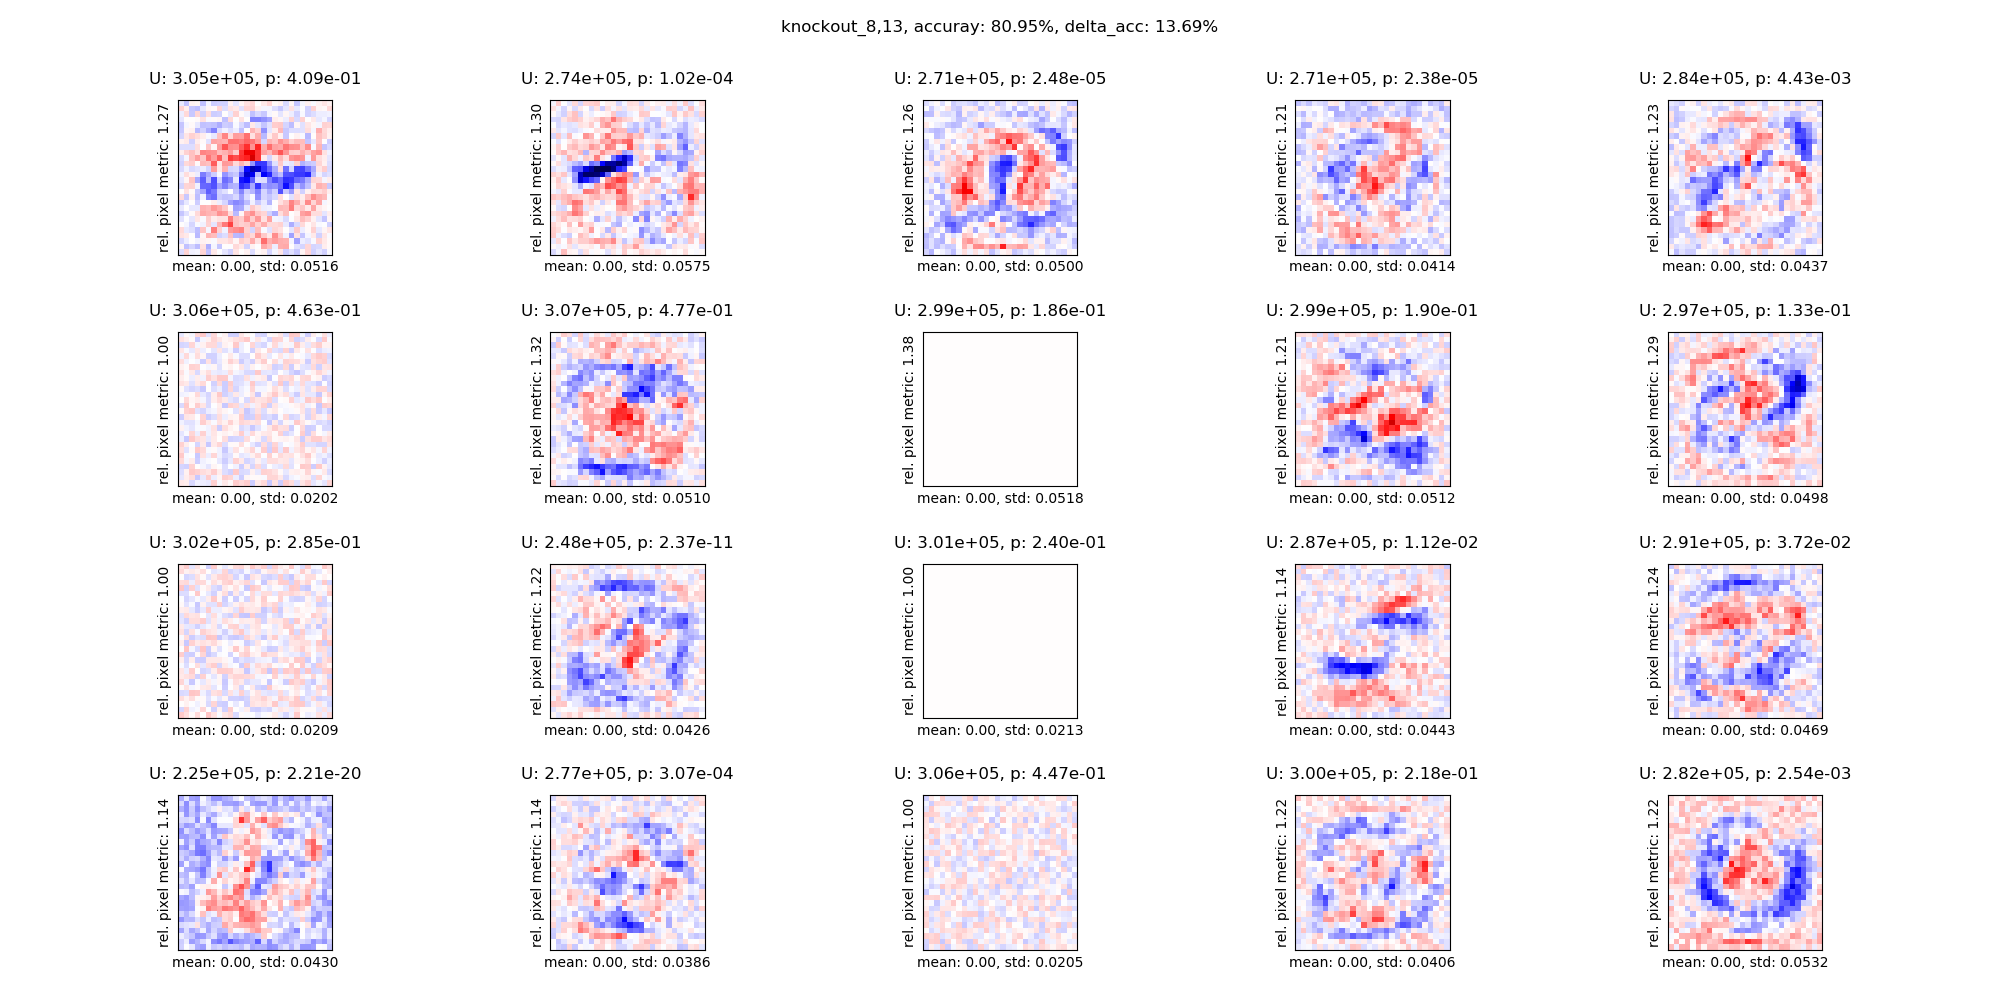 knockout_8,13, accuray: 80.95%, delta_acc: 13.69%
U: 3.05e+05, p: 4.09e-01
rel. pixel metric: 1.27
mean: 0.00, std: 0.0516
U: 2.74e+05, p: 1.02e-04
rel. pixel metric: 1.30
mean: 0.00, std: 0.0575
U: 2.71e+05, p: 2.48e-05
rel. pixel metric: 1.26
mean: 0.00, std: 0.0500
U: 2.71e+05, p: 2.38e-05
rel. pixel metric: 1.21
mean: 0.00, std: 0.0414
U: 2.84e+05, p: 4.43e-03
rel. pixel metric: 1.23
mean: 0.00, std: 0.0437
U: 3.06e+05, p: 4.63e-01
rel. pixel metric: 1.00
mean: 0.00, std: 0.0202
U: 3.07e+05, p: 4.77e-01
rel. pixel metric: 1.32
mean: 0.00, std: 0.0510
U: 2.99e+05, p: 1.86e-01
rel. pixel metric: 1.38
mean: 0.00, std: 0.0518
U: 2.99e+05, p: 1.90e-01
rel. pixel metric: 1.21
mean: 0.00, std: 0.0512
U: 2.97e+05, p: 1.33e-01
rel. pixel metric: 1.29
mean: 0.00, std: 0.0498
U: 3.02e+05, p: 2.85e-01
rel. pixel metric: 1.00
mean: 0.00, std: 0.0209
U: 2.48e+05, p: 2.37e-11
rel. pixel metric: 1.22
mean: 0.00, std: 0.0426
U: 3.01e+05, p: 2.40e-01
rel. pixel metric: 1.00
mean: 0.00, std: 0.0213
U: 2.87e+05, p: 1.12e-02
rel. pixel metric: 1.14
mean: 0.00, std: 0.0443
U: 2.91e+05, p: 3.72e-02
rel. pixel metric: 1.24
mean: 0.00, std: 0.0469
U: 2.25e+05, p: 2.21e-20
rel. pixel metric: 1.14
mean: 0.00, std: 0.0430
U: 2.77e+05, p: 3.07e-04
rel. pixel metric: 1.14
mean: 0.00, std: 0.0386
U: 3.06e+05, p: 4.47e-01
rel. pixel metric: 1.00
mean: 0.00, std: 0.0205
U: 3.00e+05, p: 2.18e-01
rel. pixel metric: 1.22
mean: 0.00, std: 0.0406
U: 2.82e+05, p: 2.54e-03
rel. pixel metric: 1.22
mean: 0.00, std: 0.0532